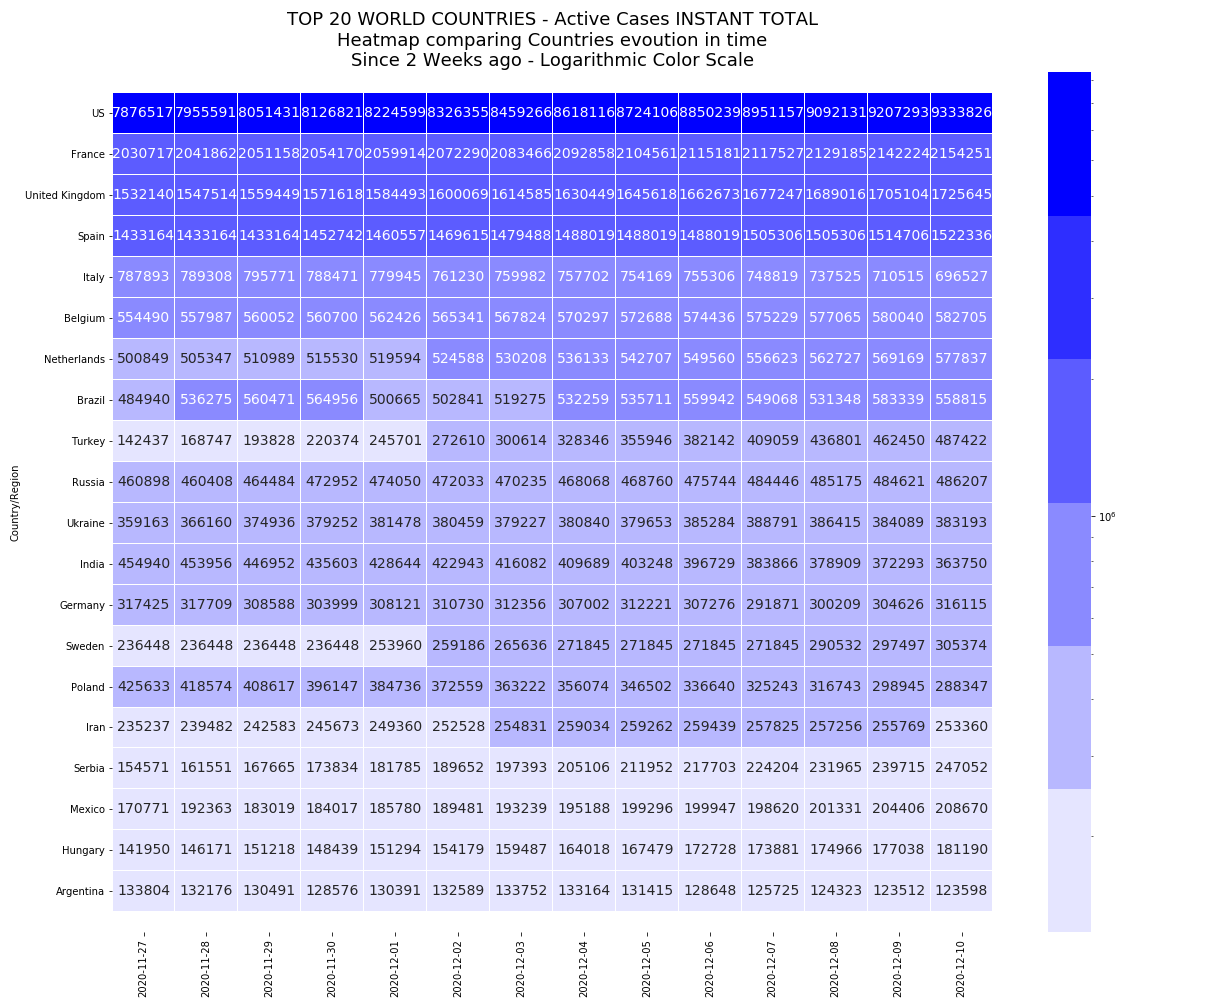 TOP 20 WORLD COUNTRIES - Active Cases INSTANT TOTAL
Heatmap comparing Countries evoution in time
Since 2 Weeks ago - Logarithmic Color Scale
US 7876517 7955591 8051431 8126821 8224599 8326355 8459266 8618116 8724106 8850239 8951157 9092131 9207293 9333826
France 2030717 2041862 2051158 2054170 2059914 2072290 2083466 2092858 2104561 2115181 2117527 2129185 2142224 2154251
United Kingdom 1532140 1547514 1559449 1571618 1584493 1600069 1614585 1630449 1645618 1662673 1677247 1689016 1705104 1725645
Spain 1433164 1433164 1433164 1452742 1460557 1469615 1479488 1488019 1488019 1488019 1505306 1505306 1514706 1522336
Italy 787893 789308 795771 788471 779945 761230 759982 757702 754169 755306 748819 737525 710515 696527
Belgium 554490 557987 560052 560700 562426 565341 567824 570297 572688 574436 575229 577065 580040 582705
Netherlands 500849 505347 510989 515530 519594 524588 530208 536133 542707 549560 556623 562727 569169 577837
Brazil 484940 536275 560471 564956 500665 502841 519275 532259 535711 559942 549068 531348 583339 558815
Turkey 142437 168747 193828 220374 245701 272610 300614 328346 355946 382142 409059 436801 462450 487422
Russia 460898 460408 464484 472952 474050 472033 470235 468068 468760 475744 484446 485175 484621 486207
Ukraine 359163 366160 374936 379252 381478 380459 379227 380840 379653 385284 388791 386415 384089 383193
India 454940 453956 446952 435603 428644 422943 416082 409689 403248 396729 383866 378909 372293 363750
Germany 317425 317709 308588 303999 308121 310730 312356 307002 312221 307276 291871 300209 304626 316115
Sweden 236448 236448 236448 236448 253960 259186 265636 271845 271845 271845 271845 290532 297497 305374
Poland 425633 418574 408617 396147 384736 372559 363222 356074 346502 336640 325243 316743 298945 288347
Iran 235237 239482 242583 245673 249360 252528 254831 259034 259262 259439 257825 257256 255769 253360
Serbia 154571 161551 167665 173834 181785 189652 197393 205106 211952 217703 224204 231965 239715 247052
Mexico 170771 192363 183019 184017 185780 189481 193239 195188 199296 199947 198620 201331 204406 208670
Hungary 141950 146171 151218 148439 151294 154179 159487 164018 167479 172728 173881 174966 177038 181190
Argentina 133804 132176 130491 128576 130391 132589 133752 133164 131415 128648 125725 124323 123512 123598
2020-11-27 2020-11-28 2020-11-29 2020-11-30 2020-12-01 2020-12-02 2020-12-03 2020-12-04 2020-12-05 2020-12-06 2020-12-07 2020-12-08 2020-12-09 2020-12-10
Country/Region
10⁶